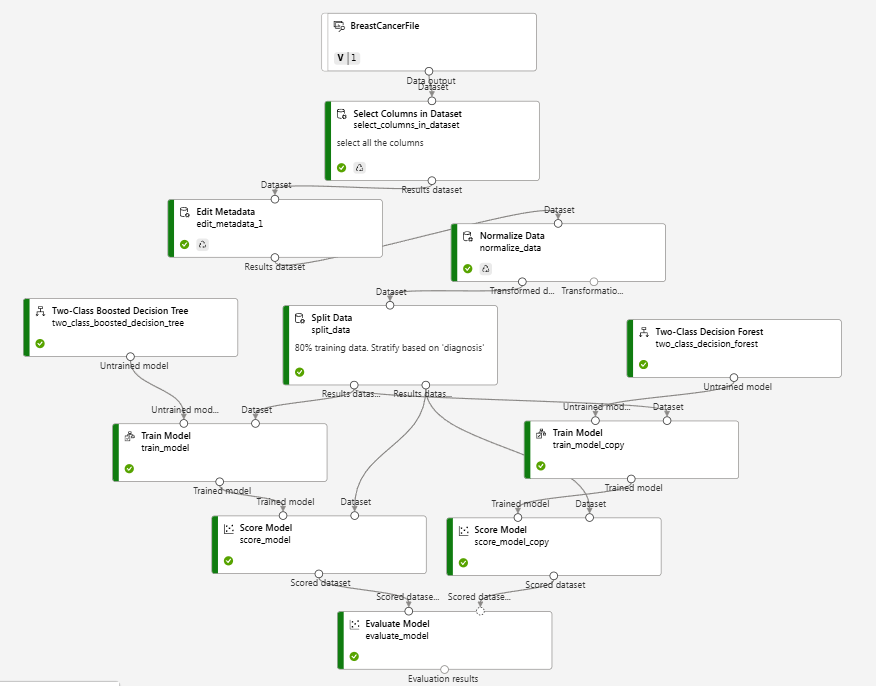 BreastCancerFile
V | 1
Data output
Dataset
Select Columns in Dataset
select_columns_in_dataset
select all the columns
Dataset
Results dataset
Edit Metadata
edit_metadata_1
Results dataset
Dataset
Normalize Data
normalize_data
Transformed d...
Transformatio...
Dataset
Two-Class Boosted Decision Tree
two_class_boosted_decision_tree
Untrained model
Split Data
split_data
80% training data. Stratify based on 'diagnosis'
Results datas...
Results datas...
Two-Class Decision Forest
two_class_decision_forest
Untrained model
Untrained mod...
Dataset
Untrained mod...
Dataset
Train Model
train_model
Trained model
Train Model
train_model_copy
Trained model
Trained model
Dataset
Trained model
Dataset
Score Model
score_model
Scored dataset
Score Model
score_model_copy
Scored dataset
Scored datase...
Scored datase...
Evaluate Model
evaluate_model
Evaluation results